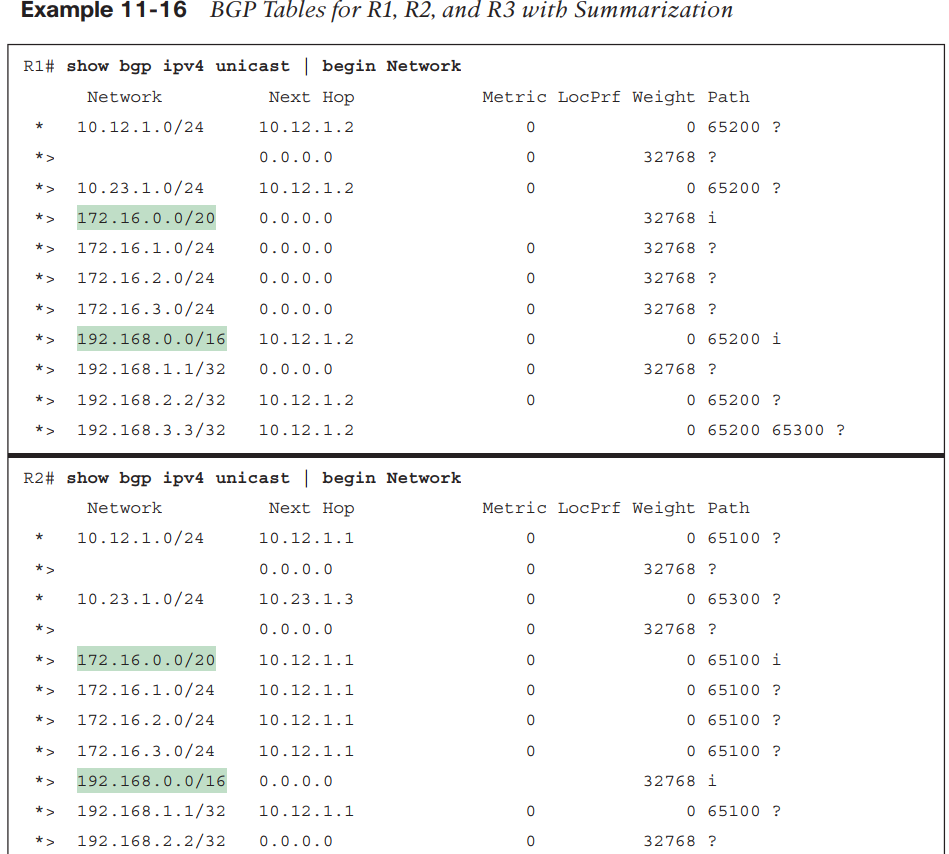 Example 11-16 BGP Tables for R1, R2, and R3 with Summarization
R1# show bgp ipv4 unicast | begin Network
Network Next Hop Metric LocPrf Weight Path
* 10.12.1.0/24 10.12.1.2 0 0 65200 ?
*> 0.0.0.0 0 32768 ?
*> 10.23.1.0/24 10.12.1.2 0 0 65200 ?
*> 172.16.0.0/20 0.0.0.0 32768 i
*> 172.16.1.0/24 0.0.0.0 0 32768 ?
*> 172.16.2.0/24 0.0.0.0 0 32768 ?
*> 172.16.3.0/24 0.0.0.0 0 32768 ?
*> 192.168.0.0/16 10.12.1.2 0 0 65200 i
*> 192.168.1.1/32 0.0.0.0 0 32768 ?
*> 192.168.2.2/32 10.12.1.2 0 0 65200 ?
*> 192.168.3.3/32 10.12.1.2 0 65200 65300 ?
R2# show bgp ipv4 unicast | begin Network
Network Next Hop Metric LocPrf Weight Path
* 10.12.1.0/24 10.12.1.1 0 0 65100 ?
*> 0.0.0.0 0 32768 ?
* 10.23.1.0/24 10.23.1.3 0 0 65300 ?
*> 0.0.0.0 0 32768 ?
*> 172.16.0.0/20 10.12.1.1 0 0 65100 i
*> 172.16.1.0/24 10.12.1.1 0 0 65100 ?
*> 172.16.2.0/24 10.12.1.1 0 0 65100 ?
*> 172.16.3.0/24 10.12.1.1 0 0 65100 ?
*> 192.168.0.0/16 0.0.0.0 32768 i
*> 192.168.1.1/32 10.12.1.1 0 0 65100 ?
*> 192.168.2.2/32 0.0.0.0 0 32768 ?